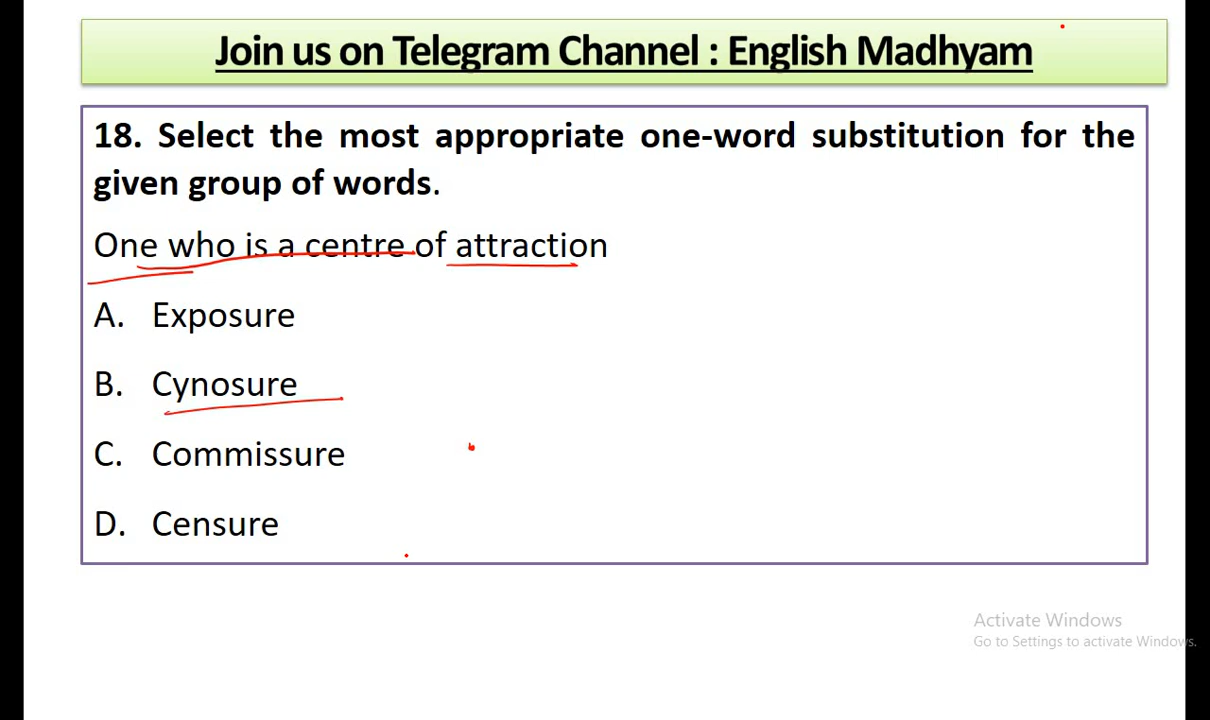 Join us on Telegram Channel : English Madhyam
18. Select the most appropriate one-word substitution for the
given group of words.
One who is a centre of attraction
A. Exposure
B. Cynosure
C. Commissure
D. Censure
Activate Windows
Go to Settings to activate Windows.